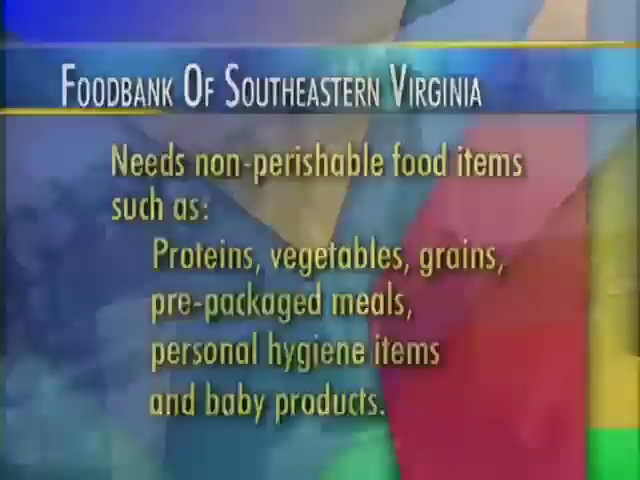 Foodbank Of Southeastern Virginia
Needs non-perishable food items
such as:
Proteins, vegetables, grains,
pre-packaged meals,
personal hygiene items
and baby products.